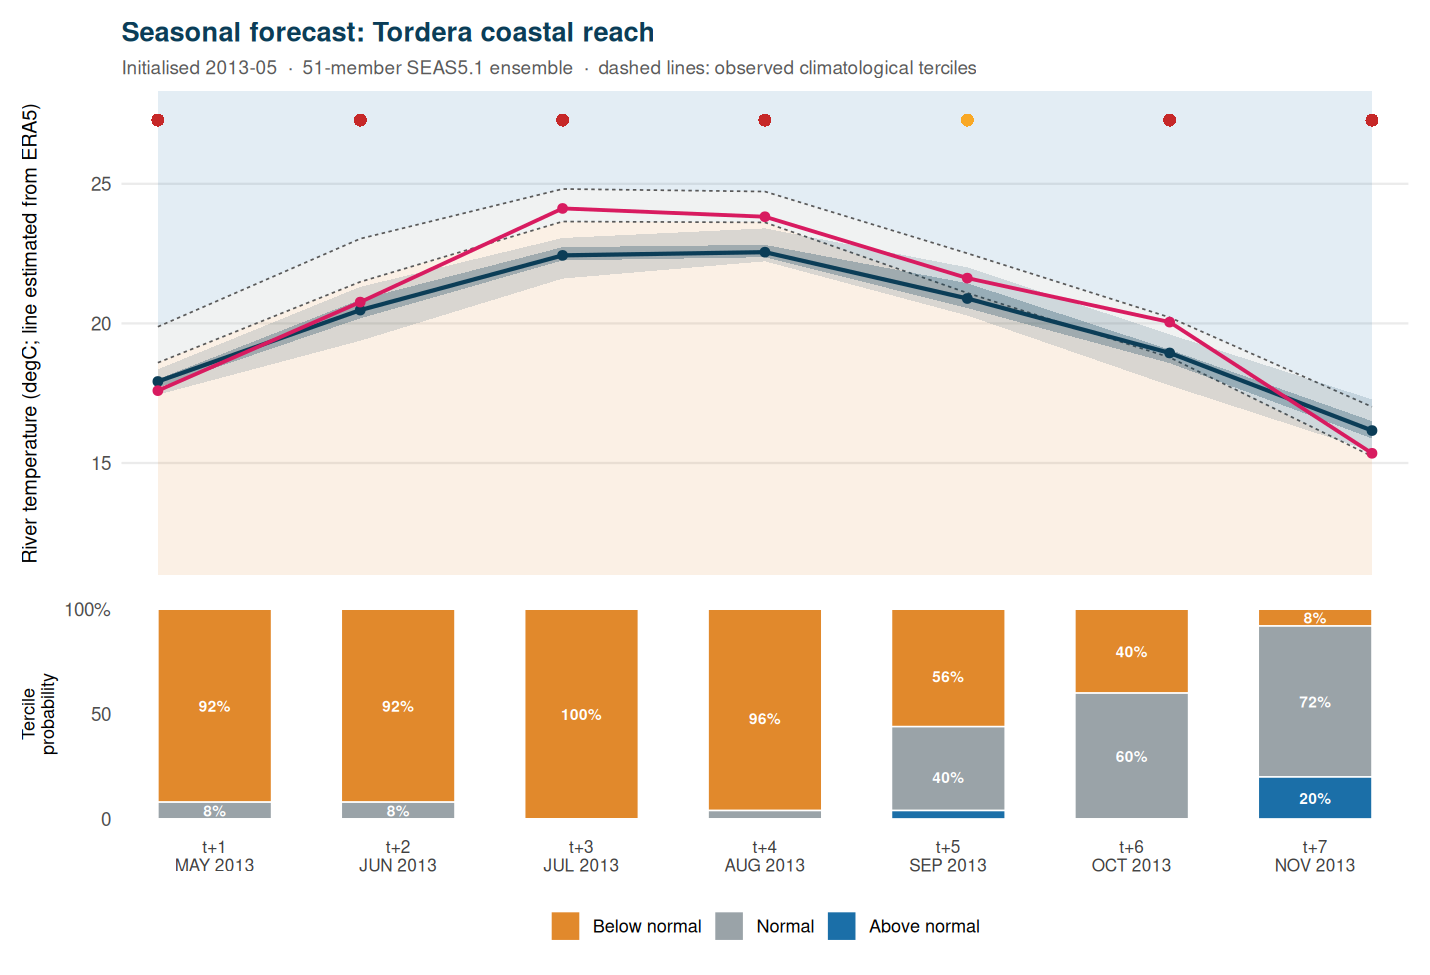 Seasonal forecast: Tordera coastal reach
Initialised 2013-05 · 51-member SEAS5.1 ensemble · dashed lines: observed climatological terciles
River temperature (degC; line estimated from ERA5)
25
20
15
Tercile
probability
100%
50
0
92%
8%
92%
8%
100%
96%
56%
40%
40%
60%
8%
72%
20%
t+1
MAY 2013
t+2
JUN 2013
t+3
JUL 2013
t+4
AUG 2013
t+5
SEP 2013
t+6
OCT 2013
t+7
NOV 2013
Below normal
Normal
Above normal